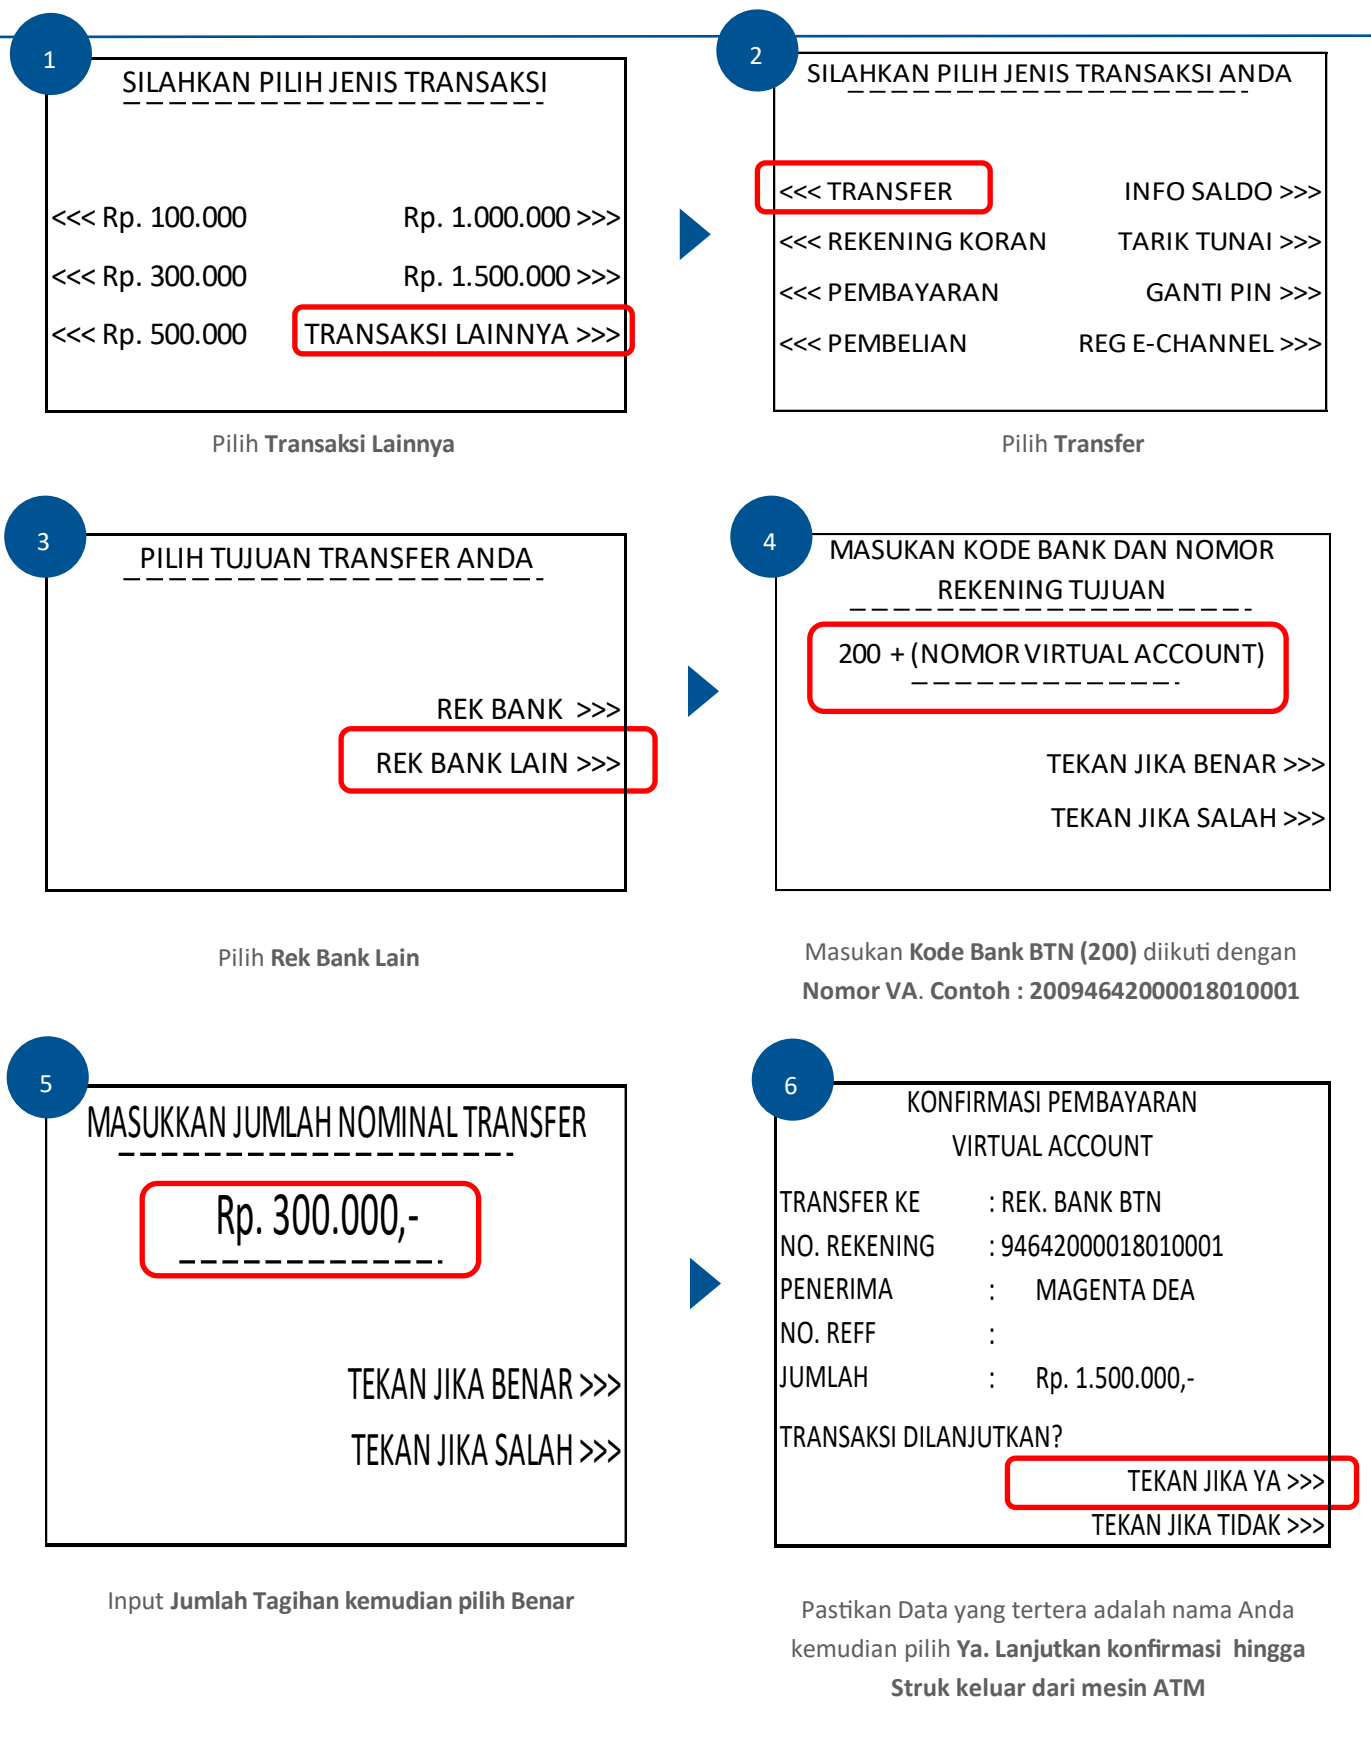 1
SILAHKAN PILIH JENIS TRANSAKSI
<<< Rp. 100.000 Rp. 1.000.000 >>>
<<< Rp. 300.000 Rp. 1.500.000 >>>
<<< Rp. 500.000 TRANSAKSI LAINNYA >>>
Pilih Transaksi Lainnya
2
SILAHKAN PILIH JENIS TRANSAKSI ANDA
<<< TRANSFER INFO SALDO >>>
<<< REKENING KORAN TARIK TUNAI >>>
<<< PEMBAYARAN GANTI PIN >>>
<<< PEMBELIAN REG E-CHANNEL >>>
Pilih Transfer
3
PILIH TUJUAN TRANSFER ANDA
REK BANK >>>
REK BANK LAIN >>>
Pilih Rek Bank Lain
4
MASUKAN KODE BANK DAN NOMOR
REKENING TUJUAN
200 + (NOMOR VIRTUAL ACCOUNT)
TEKAN JIKA BENAR >>>
TEKAN JIKA SALAH >>>
Masukan Kode Bank BTN (200) diikuti dengan
Nomor VA. Contoh : 20094642000018010001
5
MASUKKAN JUMLAH NOMINAL TRANSFER
Rp. 300.000,-
TEKAN JIKA BENAR >>>
TEKAN JIKA SALAH >>>
Input Jumlah Tagihan kemudian pilih Benar
6
KONFIRMASI PEMBAYARAN
VIRTUAL ACCOUNT
TRANSFER KE : REK. BANK BTN
NO. REKENING : 94642000018010001
PENERIMA : MAGENTA DEA
NO. REFF :
JUMLAH : Rp. 1.500.000,-
TRANSAKSI DILANJUTKAN?
TEKAN JIKA YA >>>
TEKAN JIKA TIDAK >>>
Pastikan Data yang tertera adalah nama Anda
kemudian pilih Ya. Lanjutkan konfirmasi hingga
Struk keluar dari mesin ATM